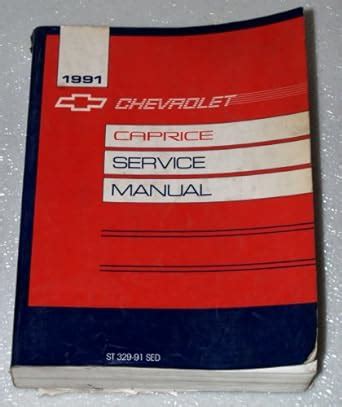 1991
CHEVROLET
CAPRICE
SERVICE
MANUAL
ST 329-91 SED